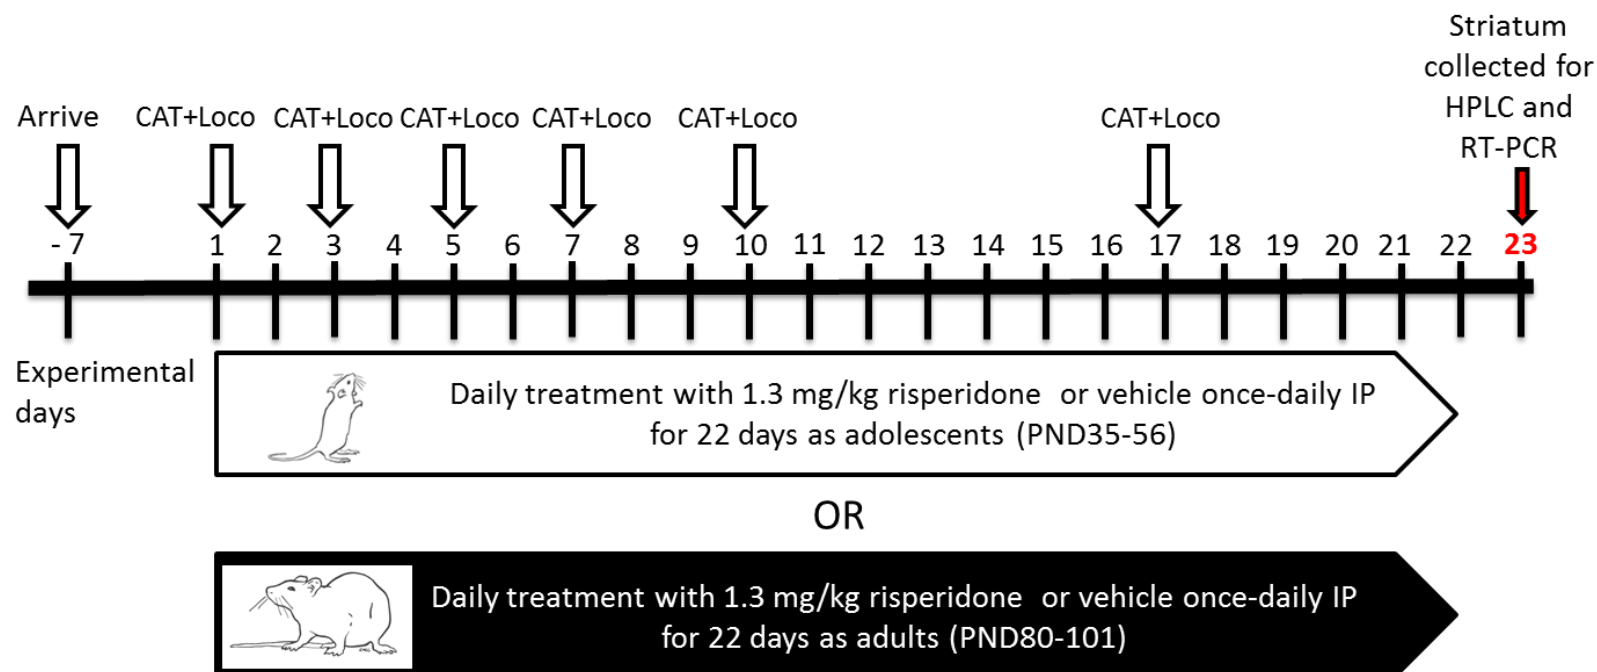 Striatum
collected for
HPLC and
RT-PCR
Arrive CAT+Loco CAT+Loco CAT+Loco CAT+Loco CAT+Loco CAT+Loco
- 7 1 2 3 4 5 6 7 8 9 10 11 12 13 14 15 16 17 18 19 20 21 22 23
Experimental
days
Daily treatment with 1.3 mg/kg risperidone or vehicle once-daily IP
for 22 days as adolescents (PND35-56)
OR
Daily treatment with 1.3 mg/kg risperidone or vehicle once-daily IP
for 22 days as adults (PND80-101)